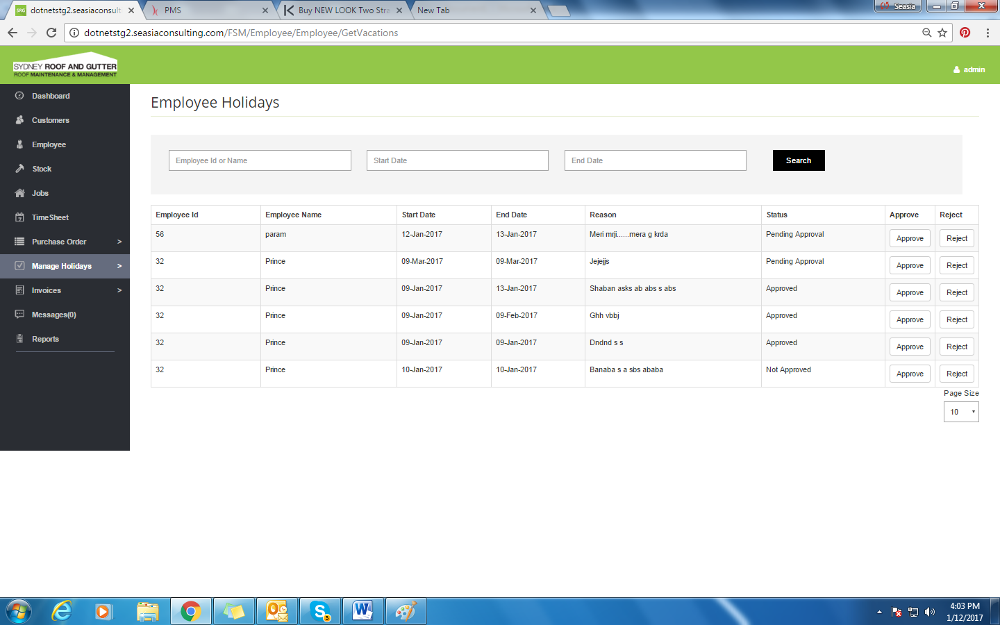 SRG dotnetstg2.seasiaconsult
PMS
Buy NEW LOOK Two Stra
New Tab
Seasia
dotnetstg2.seasiaconsulting.com/FSM/Employee/Employee/GetVacations
SYDNEY ROOF AND GUTTER
ROOF MAINTENANCE & MANAGEMENT
admin
Dashboard
Customers
Employee
Stock
Jobs
TimeSheet
Purchase Order >
Manage Holidays >
Invoices >
Messages(0)
Reports
Employee Holidays
Employee Id or Name Start Date End Date Search
Employee Id Employee Name Start Date End Date Reason Status Approve Reject
56 param 12-Jan-2017 13-Jan-2017 Meri mrji......mera g krda Pending Approval Approve Reject
32 Prince 09-Mar-2017 09-Mar-2017 Jejejjs Pending Approval Approve Reject
32 Prince 09-Jan-2017 13-Jan-2017 Shaban asks ab abs s abs Approved Approve Reject
32 Prince 09-Jan-2017 09-Feb-2017 Ghh vbbj Approved Approve Reject
32 Prince 09-Jan-2017 09-Jan-2017 Dndnd s s Approved Approve Reject
32 Prince 10-Jan-2017 10-Jan-2017 Banaba s a sbs ababa Not Approved Approve Reject
Page Size
10
3
4:03 PM
1/12/2017